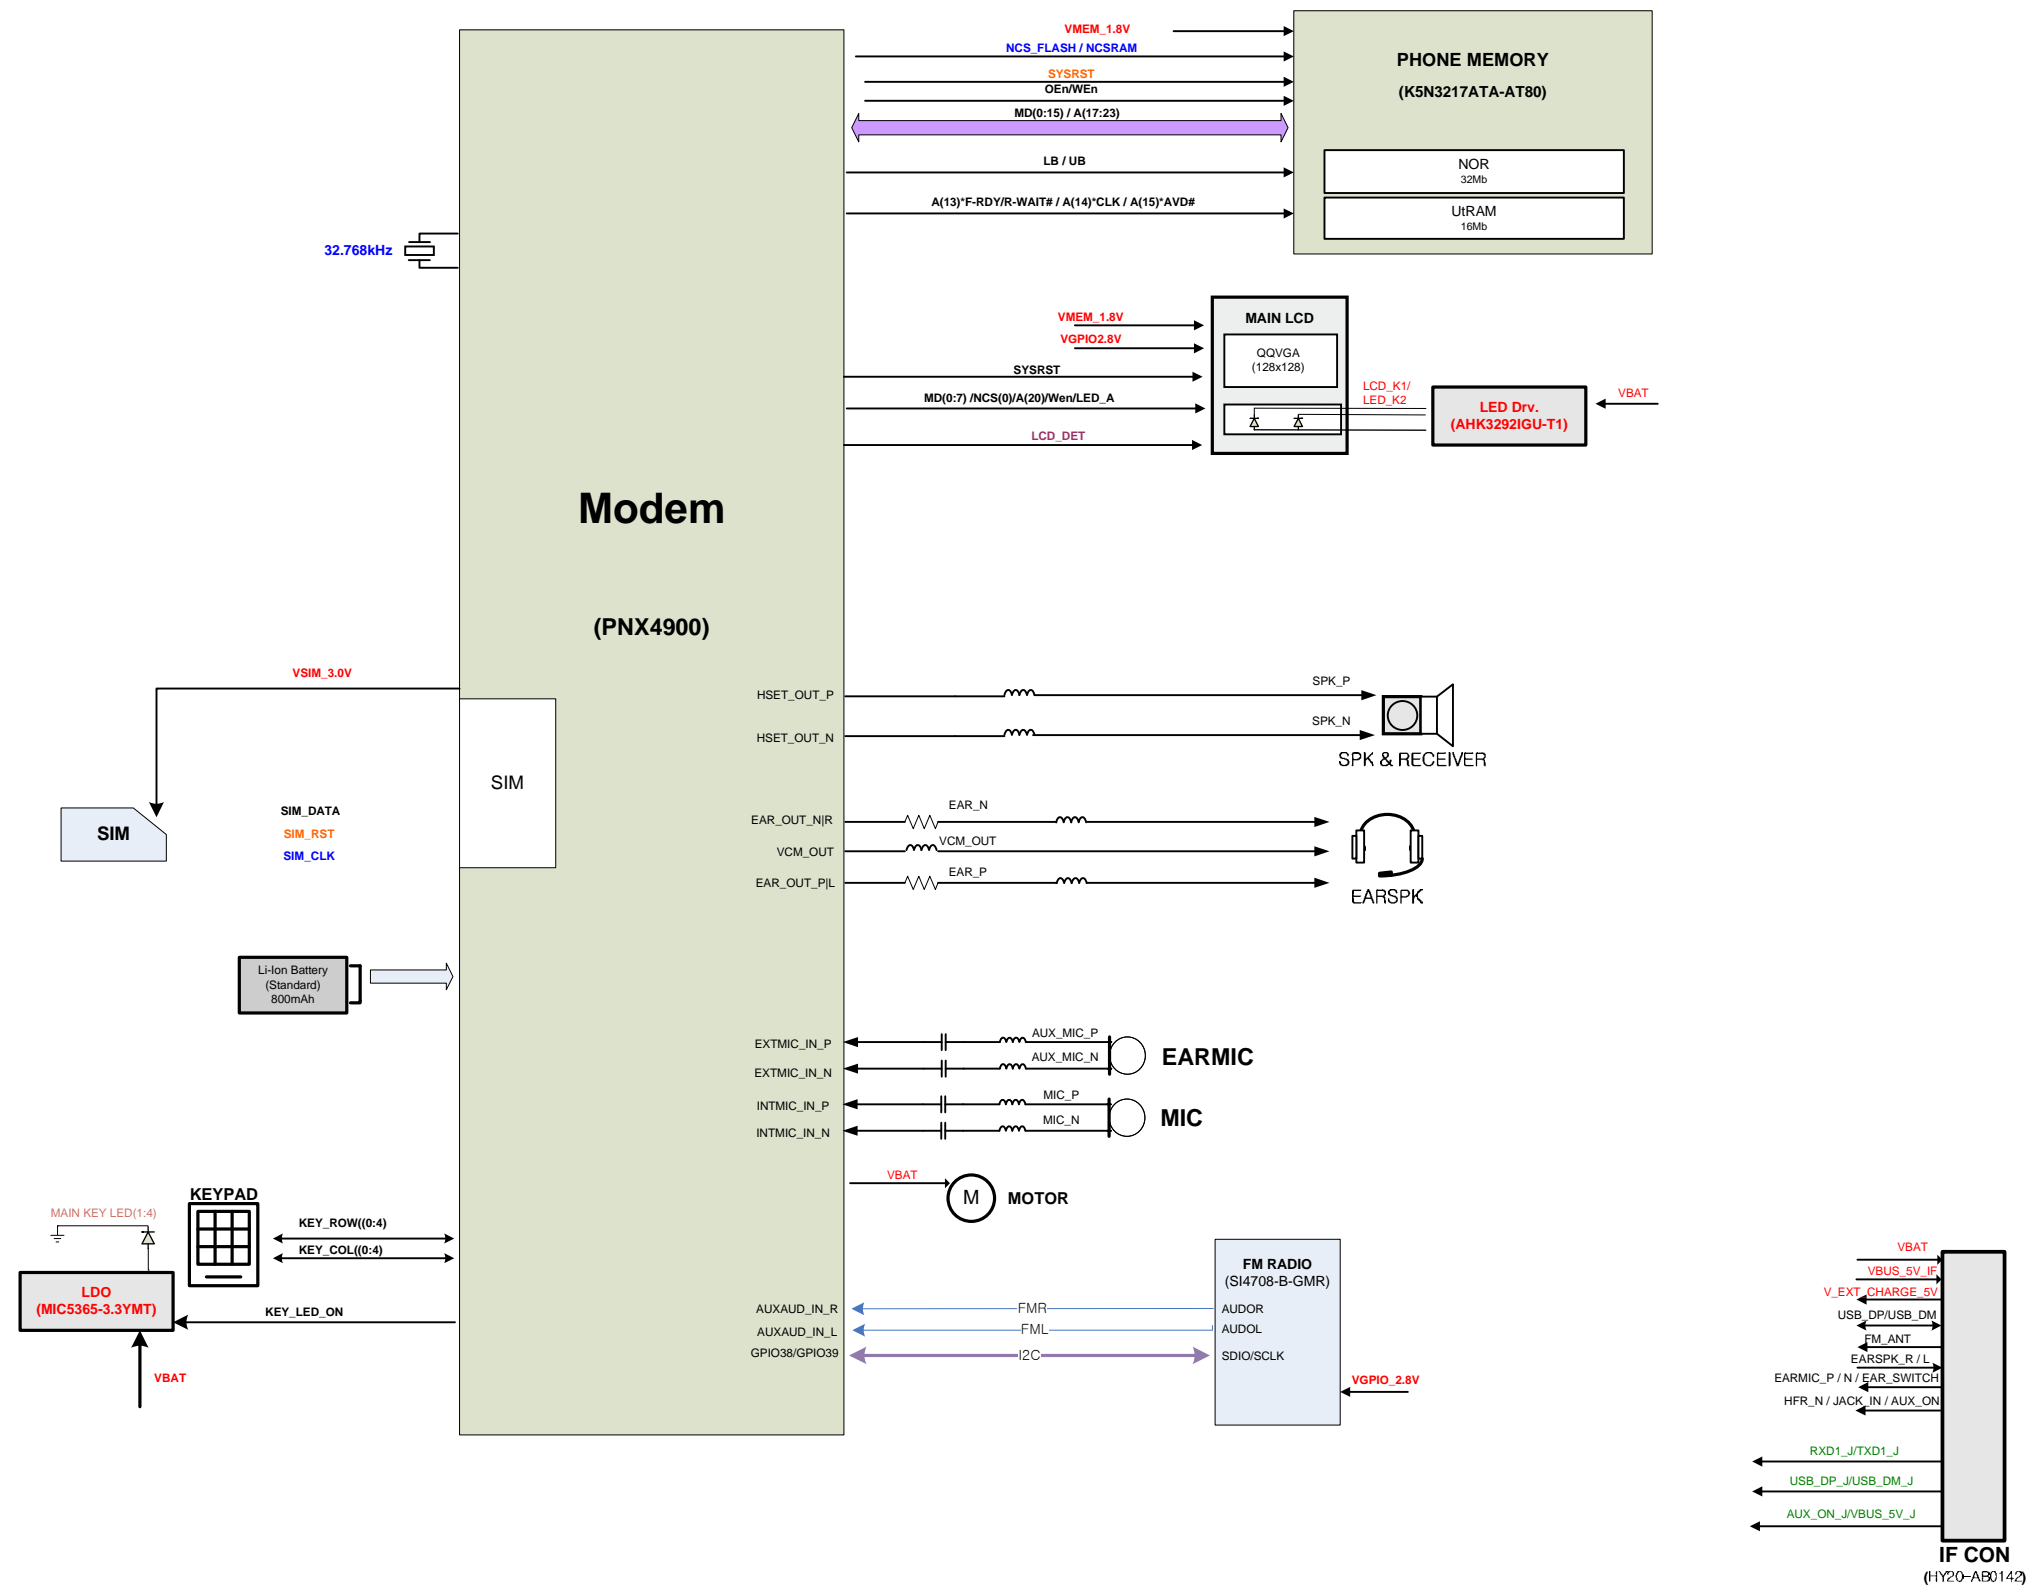 VMEM_1.8V
NCS_FLASH / NCSRAM
SYSRST
OEn/WEn
MD(0:15) / A(17:23)
LB / UB
A(13)*F-RDY/R-WAIT# / A(14)*CLK / A(15)*AVD#
PHONE MEMORY
(K5N3217ATA-AT80)
NOR
32Mb
UtRAM
16Mb
32.768kHz
VMEM_1.8V
VGPIO2.8V
SYSRST
MD(0:7) /NCS(0)/A(20)/Wen/LED_A
LCD_DET
MAIN LCD
QQVGA
(128x128)
LCD_K1/
LED_K2
LED Drv.
(AHK3292IGU-T1)
VBAT
Modem
(PNX4900)
VSIM_3.0V
SIM
SIM
SIM_DATA
SIM_RST
SIM_CLK
HSET_OUT_P
SPK_P
HSET_OUT_N
SPK_N
SPK & RECEIVER
EAR_OUT_N|R
EAR_N
VCM_OUT
VCM_OUT
EAR_OUT_P|L
EAR_P
EARSPK
Li-Ion Battery
(Standard)
800mAh
EXTMIC_IN_P
AUX_MIC_P
EXTMIC_IN_N
AUX_MIC_N
EARMIC
INTMIC_IN_P
MIC_P
INTMIC_IN_N
MIC_N
MIC
VBAT
M
MOTOR
KEYPAD
MAIN KEY LED(1:4)
KEY_ROW((0:4)
KEY_COL((0:4)
LDO
(MIC5365-3.3YMT)
KEY_LED_ON
VBAT
FM RADIO
(SI4708-B-GMR)
AUXAUD_IN_R
FMR
AUDOR
AUXAUD_IN_L
FML
AUDOL
GPIO38/GPIO39
I2C
SDIO/SCLK
VGPIO_2.8V
VBAT
VBUS_5V_IF
V_EXT_CHARGE_5V
USB_DP/USB_DM
FM_ANT
EARSPK_R / L
EARMIC_P / N / EAR_SWITCH
HFR_N / JACK_IN / AUX_ON
RXD1_J/TXD1_J
USB_DP_J/USB_DM_J
AUX_ON_J/VBUS_5V_J
IF CON
(HY20-AB0142)